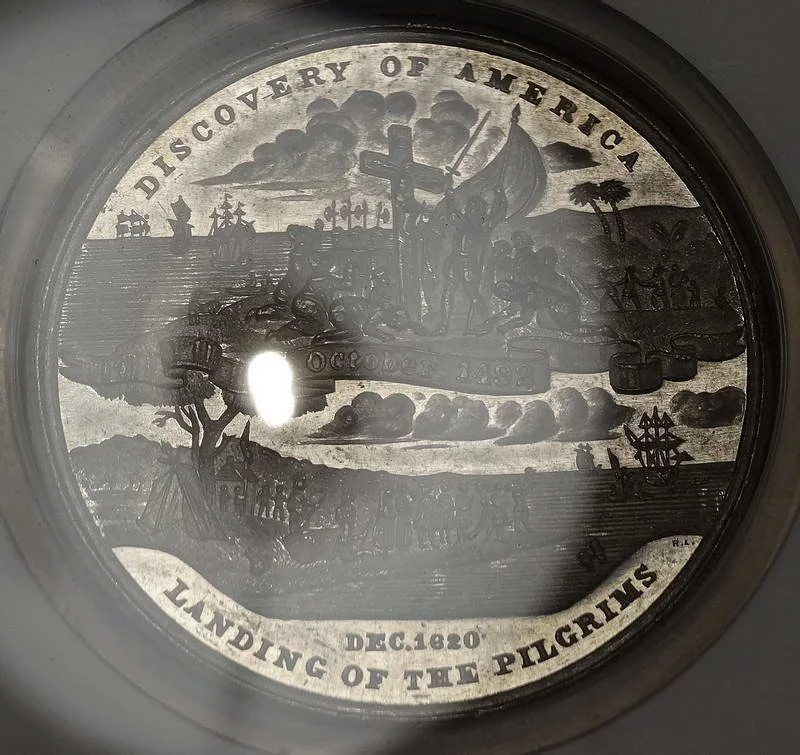 DISCOVERY OF AMERICA
October 1492
R.L.
DEC.1620
LANDING OF THE PILGRIMS